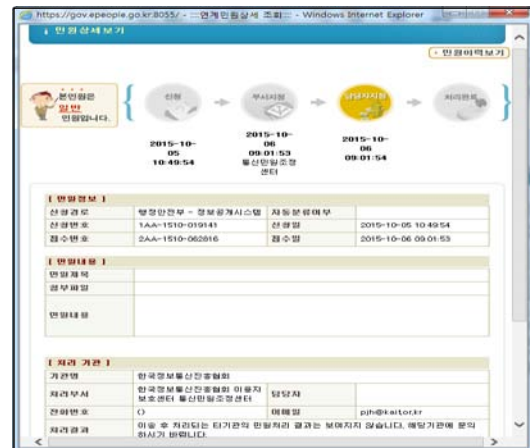 https://gov.epeople.go.kr:8055/ - :::연계민원상세 조회::: - Windows Internet Explorer
민원상세보기
민원이력보기
본민원은
일반
민원입니다.
신청
부서지정
담당자지정
처리완료
2015-10-
05
10:49:54
2015-10-
06
09:01:53
통신민원조정
센터
2015-10-
06
09:01:54
[ 민원정보 ]
신청경로 행정안전부 - 정보공개시스템 자동분류여부
신청번호 1AA-1510-019141 신청일 2015-10-05 10:49:54
접수번호 2AA-1510-062816 접수일 2015-10-06 09:01:53
[ 민원내용 ]
민원제목
첨부파일
민원내용
[ 처리 기관 ]
기관명 한국정보통신진흥협회
처리부서 한국정보통신진흥협회 이용자
보호센터 통신민원조정센터 담당자
전화번호 () 이메일 pjh@kait.or.kr
처리결과 이송 후 처리되는 타기관의 민원처리 결과는 보여지지 않습니다. 해당기관에 문의
하시기 바랍니다.